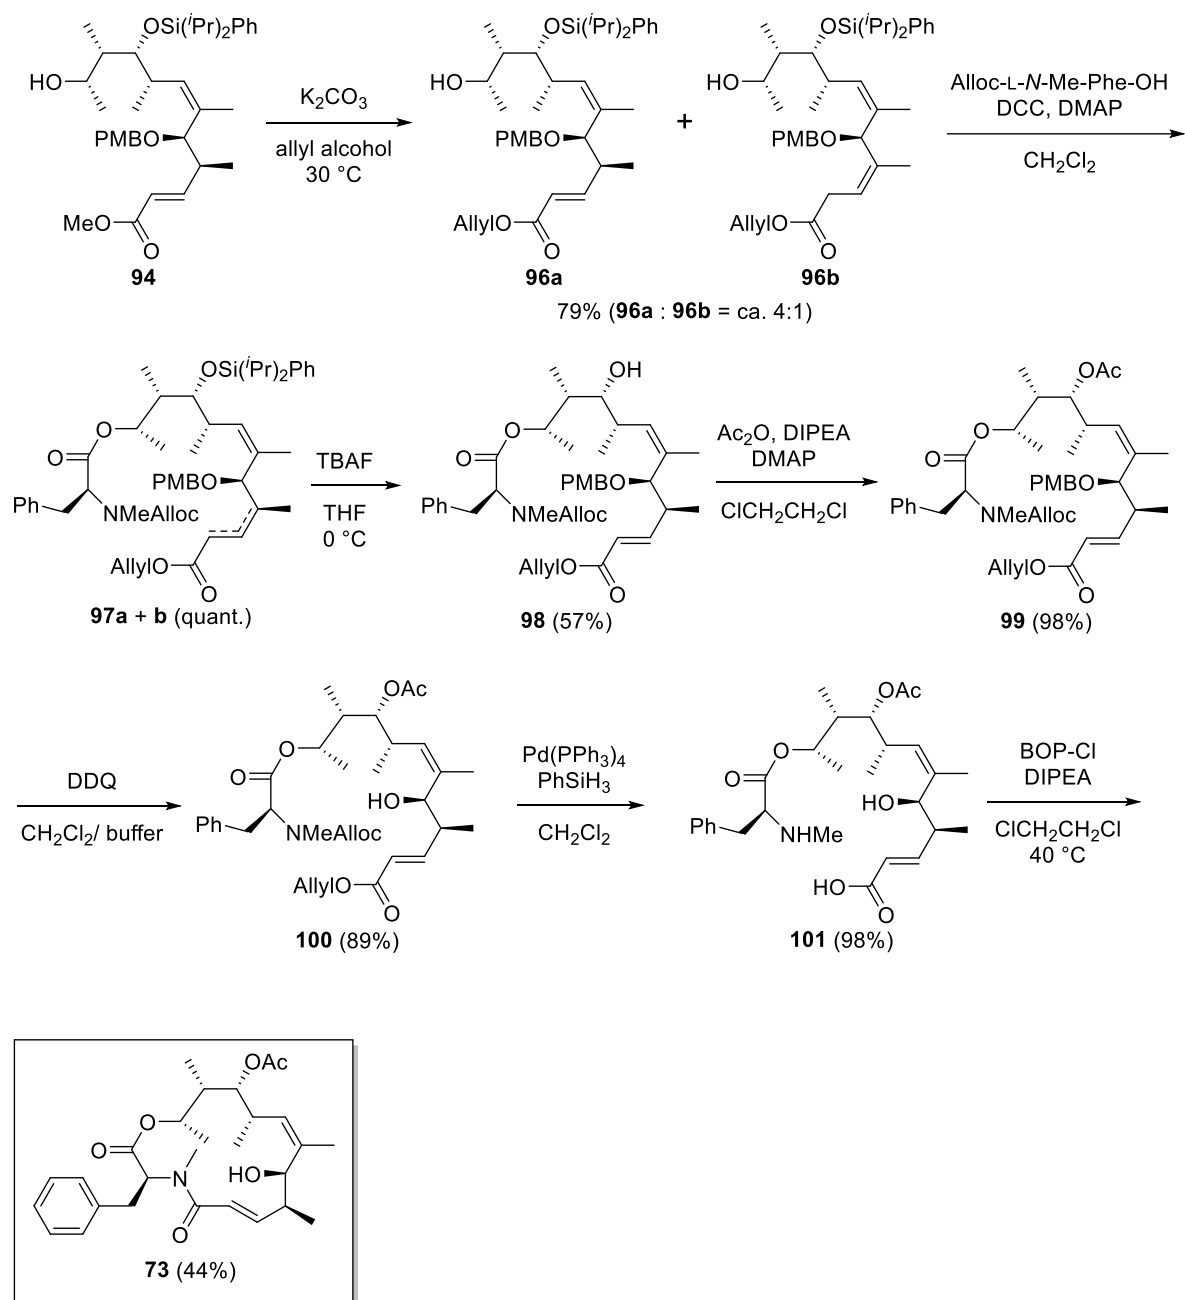 OSi(ⁱPr)₂Ph
HO
PMBO
MeO
O
94
K₂CO₃
allyl alcohol
30 °C
OSi(ⁱPr)₂Ph
HO
PMBO
AllylO
O
96a
+
OSi(ⁱPr)₂Ph
HO
PMBO
AllylO
O
96b
79% (96a : 96b = ca. 4:1)
Alloc-L-N-Me-Phe-OH
DCC, DMAP
CH₂Cl₂
OSi(ⁱPr)₂Ph
O
O
PMBO
Ph
NMeAlloc
AllylO
O
97a + b (quant.)
TBAF
THF
0 °C
OH
O
O
PMBO
Ph
NMeAlloc
AllylO
O
98 (57%)
Ac₂O, DIPEA
DMAP
ClCH₂CH₂Cl
OAc
O
O
PMBO
Ph
NMeAlloc
AllylO
O
99 (98%)
DDQ
CH₂Cl₂/ buffer
OAc
O
O
HO
Ph
NMeAlloc
AllylO
O
100 (89%)
Pd(PPh₃)₄
PhSiH₃
CH₂Cl₂
OAc
O
O
HO
Ph
NHMe
HO
O
101 (98%)
BOP-Cl
DIPEA
ClCH₂CH₂Cl
40 °C
OAc
O
O
N
HO
O
73 (44%)